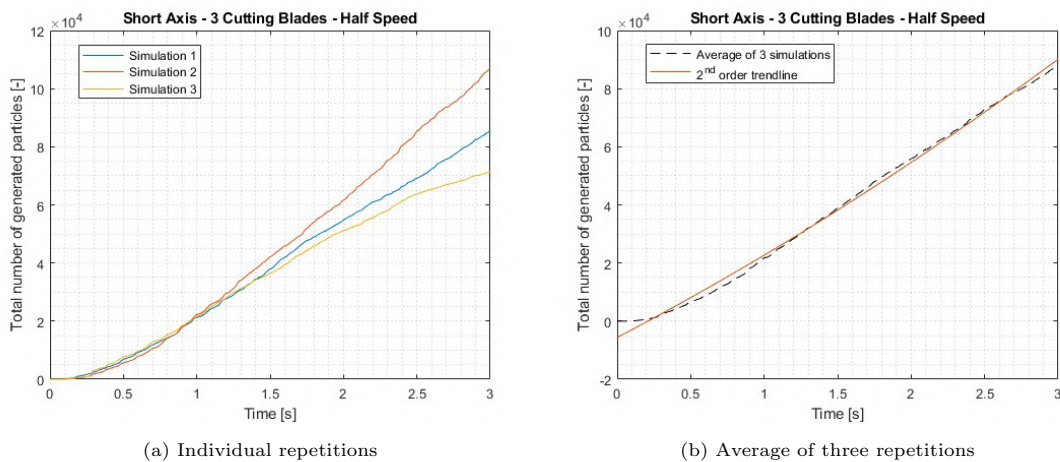 Short Axis - 3 Cutting Blades - Half Speed
×10⁴
12
10
8
6
4
2
0
Total number of generated particles [-]
Simulation 1
Simulation 2
Simulation 3
0 0.5 1 1.5 2 2.5 3
Time [s]
(a) Individual repetitions
Short Axis - 3 Cutting Blades - Half Speed
×10⁴
10
8
6
4
2
0
-2
Total number of generated particles [-]
Average of 3 simulations
2nd order trendline
0 0.5 1 1.5 2 2.5 3
Time [s]
(b) Average of three repetitions